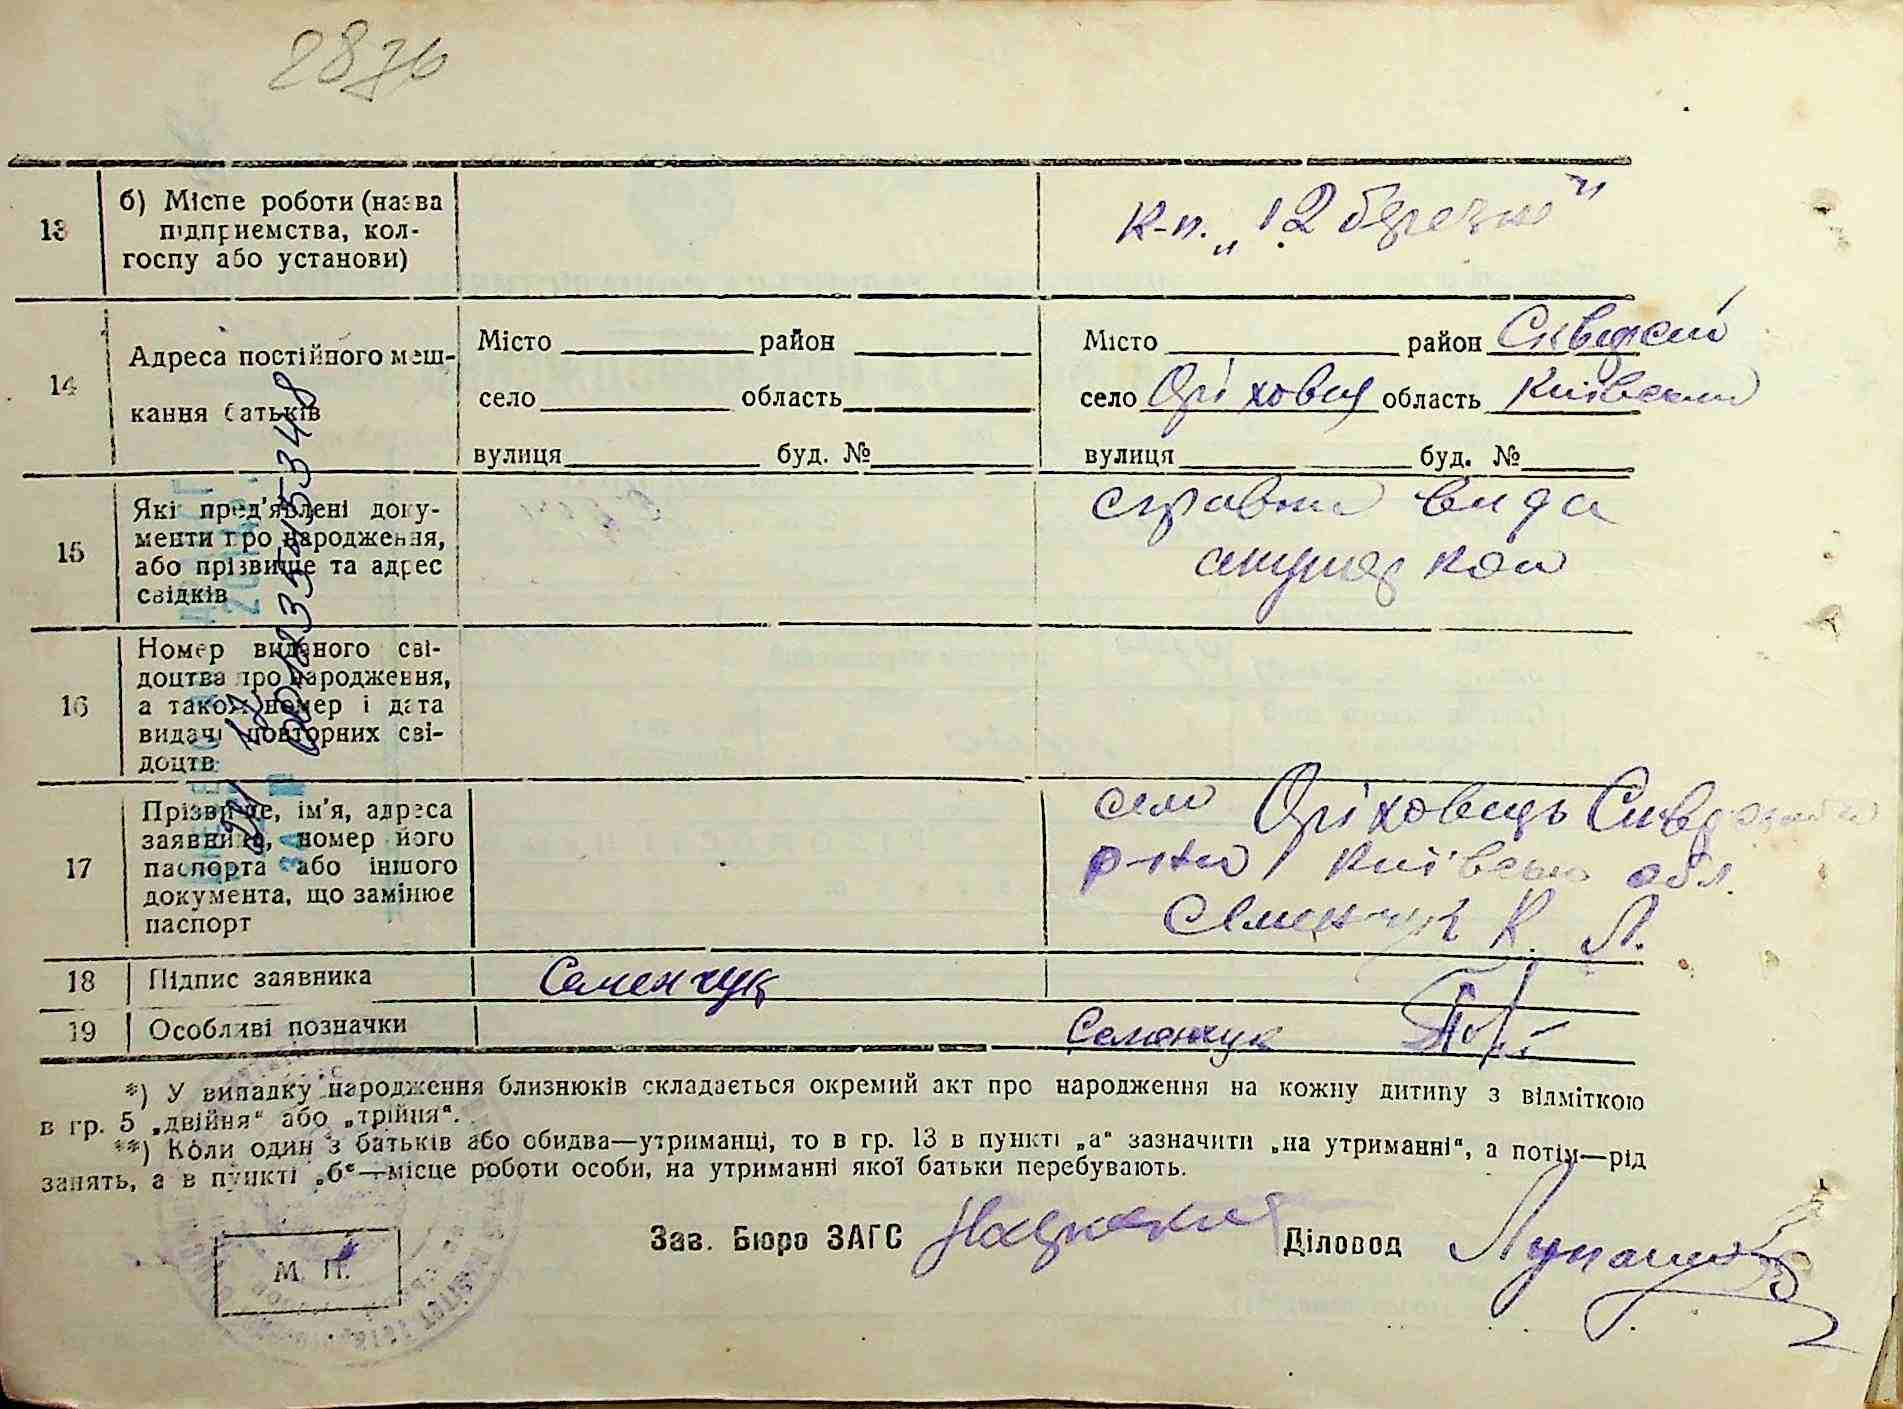 2876
13 б) Місце роботи (назва
підприємства, кол-
госпу або установи)
к-п. „12 березня"
14 Адреса постійного меш-
кання батьків
Місто район
село область
вулиця буд. №
Місто район Сквирськ
село Оріховец область Київська
вулиця буд. №
15 Які пред'явлені доку-
менти про народження,
або прізвище та адрес
свідків
справка вида
акушер кою
16 Номер виданого сві-
доцтва про народження,
а також номер і дата
видачі повторних сві-
доцтв
17 Прізвище, ім'я, адреса
заявника, номер його
паспорта або іншого
документа, що замінює
паспорт
село Оріховець Сквирського
р-ну Київської обл.
Семенчук К. Л.
18 Підпис заявника Семенчук
19 Особливі позначки Семенчук
*) У випадку народження близнюків складається окремий акт про народження на кожну дитину з відміткою
в гр. 5 „двійня“ або „трійня“.
**) Коли один з батьків або обидва—утриманці, то в гр. 13 в пункті „а“ зазначити „на утриманні“, а потім—рід
занять, а в пункті „б“—місце роботи особи, на утриманні якої батьки перебувають.
Зав. Бюро ЗАГС Діловод
М. П.